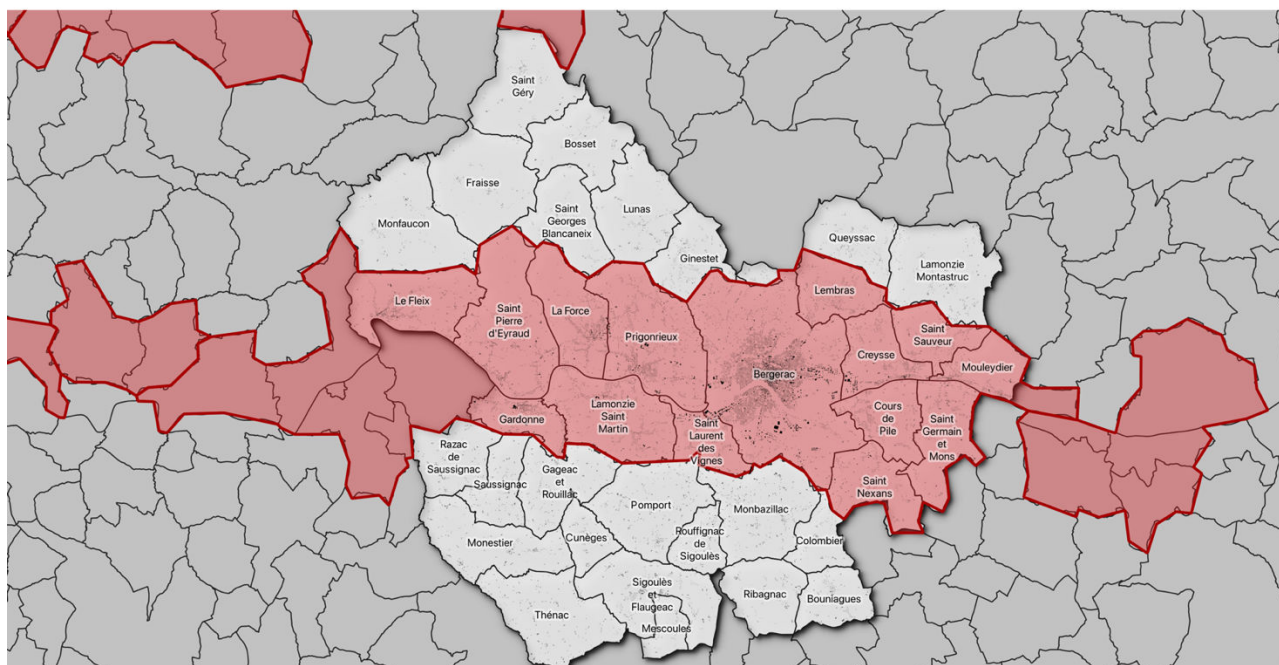 Saint
Géry
Bosset
Fraisse
Saint
Georges
Blancaneix
Lunas
Monfaucon
Ginestet
Queyssac
Lamonzie
Montastruc
Le Fleix
Saint
Pierre
d'Eyraud
La Force
Prigonrieux
Lembras
Saint
Sauveur
Creysse
Mouleydier
Bergerac
Gardonne
Lamonzie
Saint
Martin
Saint
Laurent
des
Vignes
Cours
de
Pile
Saint
Germain
et
Mons
Saint
Nexans
Razac
de
Saussignac
Saussignac
Gageac
et
Rouillac
Pomport
Monbazillac
Monestier
Cunèges
Rouffignac
de
Sigoulès
Colombier
Sigoulès
et
Flaugeac
Mescoules
Ribagnac
Bouniagues
Thénac